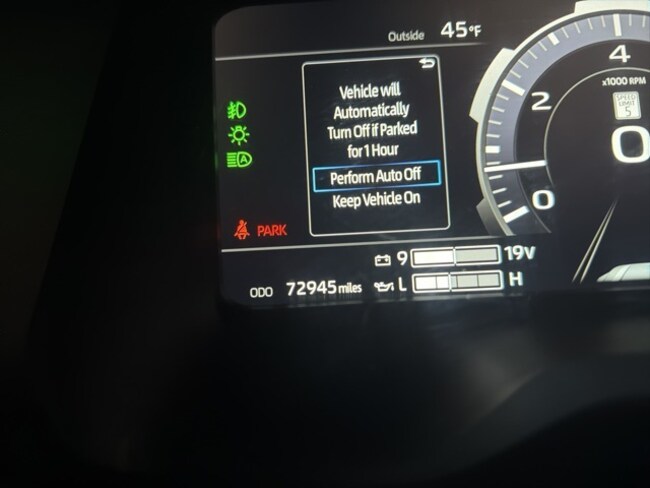 Outside 45°F
Vehicle will
Automatically
Turn Off if Parked
for 1 Hour
Perform Auto Off
Keep Vehicle On
A
PARK
4
x1000 RPM
2
SPEED
LIMIT
5
0
0
9 19V
ODO 72945 miles L H